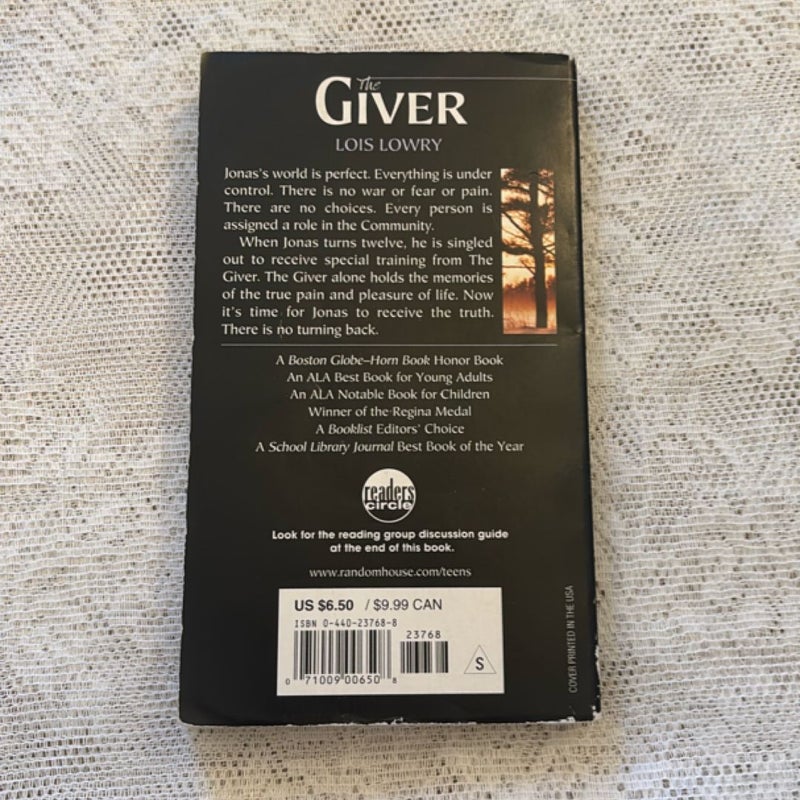 The
GIVER
LOIS LOWRY
Jonas's world is perfect. Everything is under
control. There is no war or fear or pain.
There are no choices. Every person is
assigned a role in the Community.
When Jonas turns twelve, he is singled
out to receive special training from The
Giver. The Giver alone holds the memories
of the true pain and pleasure of life. Now
it's time for Jonas to receive the truth.
There is no turning back.
A Boston Globe–Horn Book Honor Book
An ALA Best Book for Young Adults
An ALA Notable Book for Children
Winner of the Regina Medal
A Booklist Editors' Choice
A School Library Journal Best Book of the Year
readers
circle
Look for the reading group discussion guide
at the end of this book.
www.randomhouse.com/teens
US $6.50 / $9.99 CAN
ISBN 0-440-23768-8
23768
S
0 71009 00650 8
COVER PRINTED IN THE USA